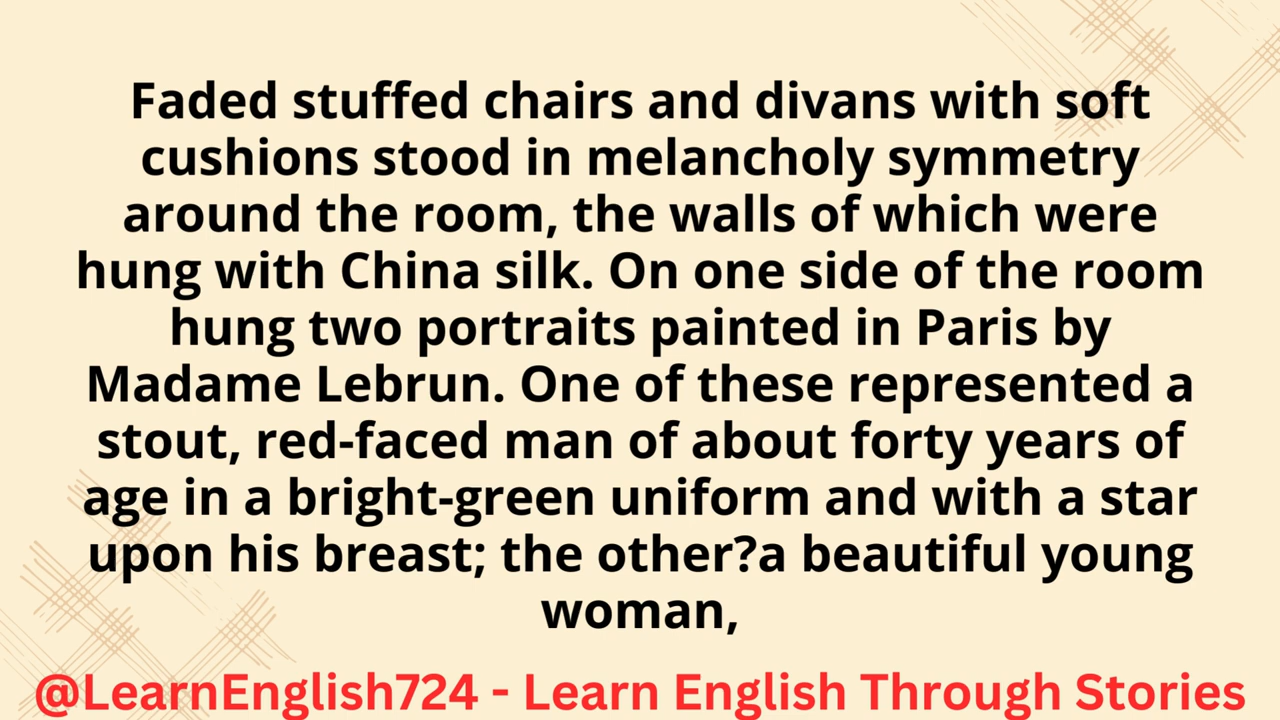 Faded stuffed chairs and divans with soft
cushions stood in melancholy symmetry
around the room, the walls of which were
hung with China silk. On one side of the room
hung two portraits painted in Paris by
Madame Lebrun. One of these represented a
stout, red-faced man of about forty years of
age in a bright-green uniform and with a star
upon his breast; the other?a beautiful young
woman,
@LearnEnglish724 - Learn English Through Stories